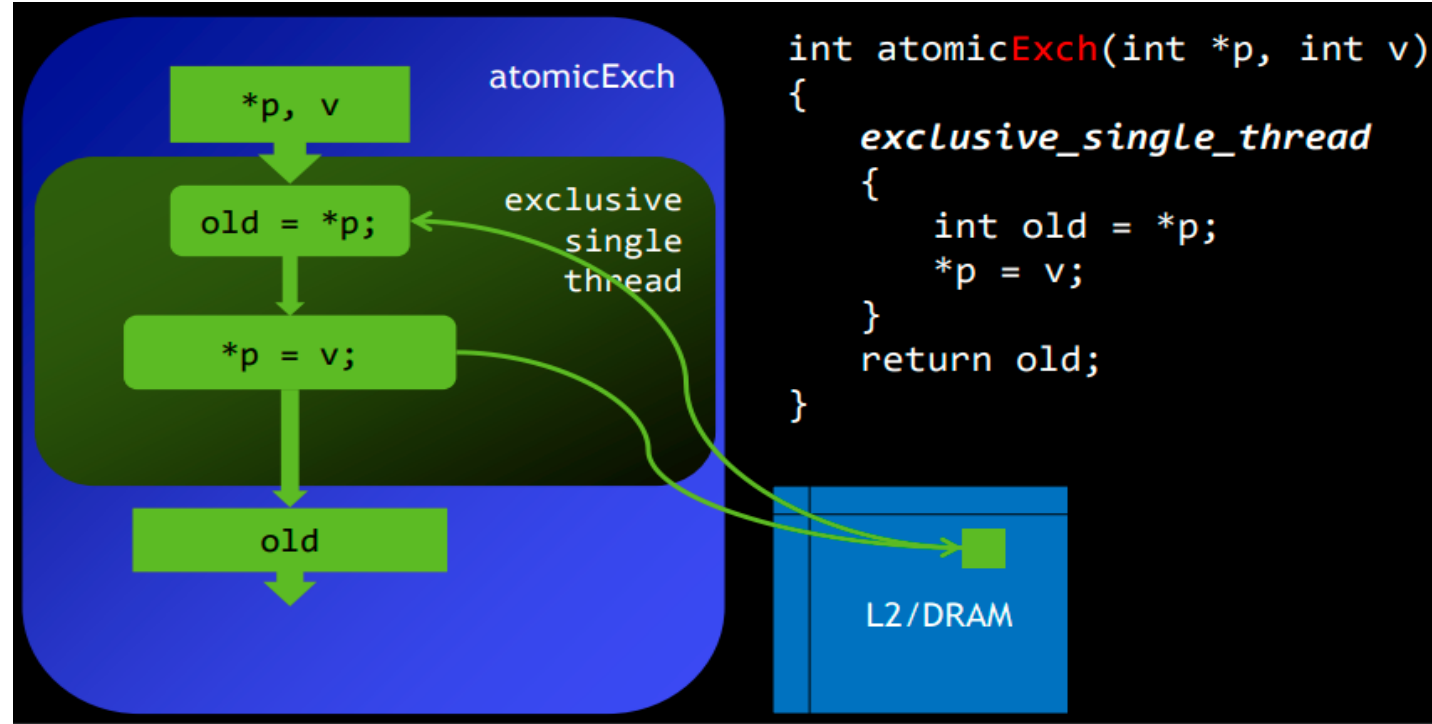 atomicExch
*p, v
old = *p;
exclusive
single
thread
*p = v;
old
int atomicExch(int *p, int v)
{
exclusive_single_thread
{
int old = *p;
*p = v;
}
return old;
}
L2/DRAM